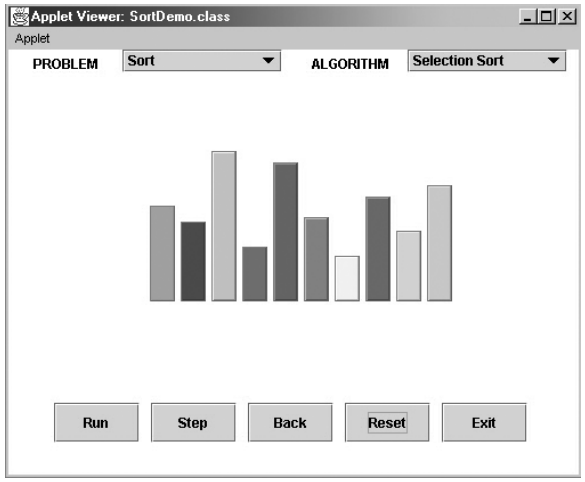 Applet Viewer: SortDemo.class
Applet
PROBLEM Sort ALGORITHM Selection Sort
Run Step Back Reset Exit